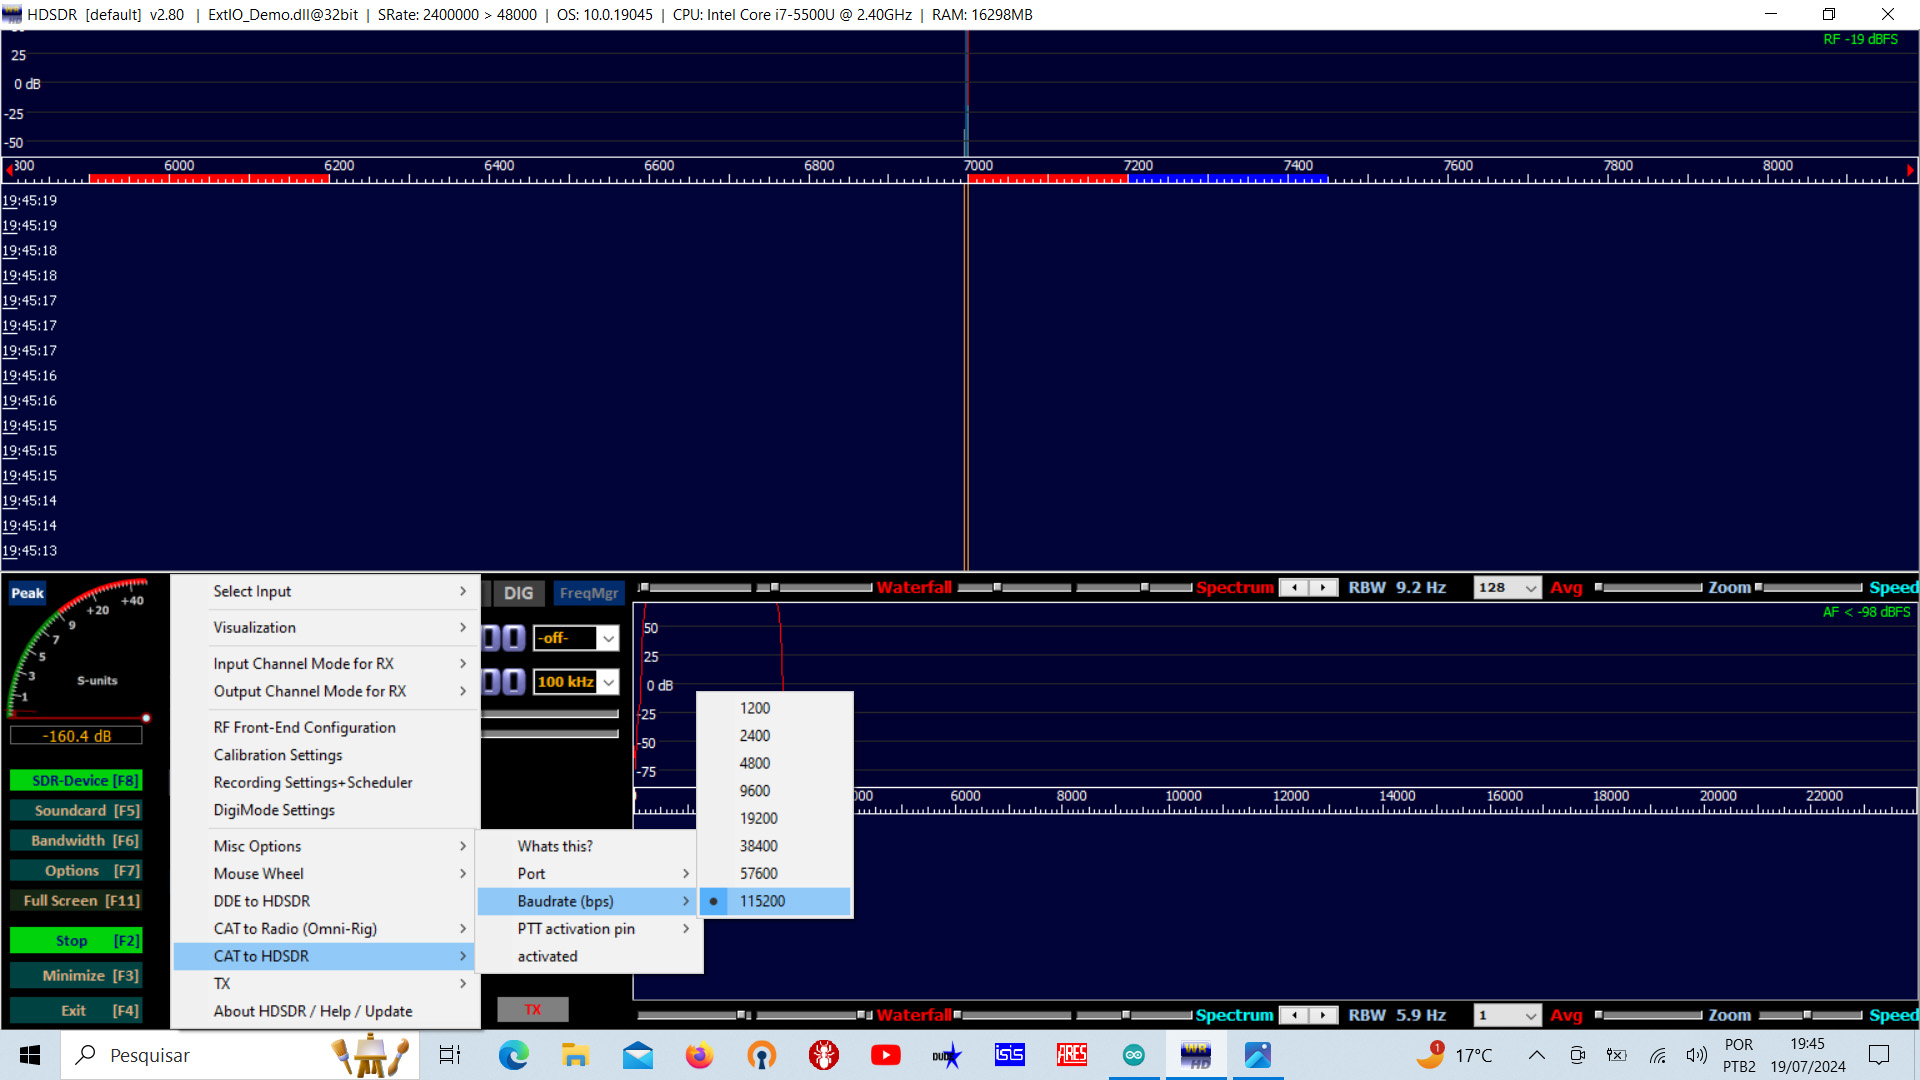 HDSDR [default] v2.80 | ExtIO_Demo.dll@32bit | SRate: 2400000 > 48000 | OS: 10.0.19045 | CPU: Intel Core i7-5500U @ 2.40GHz | RAM: 16298MB
RF -19 dBFS
25
0 dB
-25
-50
6000 6200 6400 6600 6800 7000 7200 7400 7600 7800 8000
19:45:19
19:45:19
19:45:18
19:45:18
19:45:17
19:45:17
19:45:17
19:45:16
19:45:16
19:45:15
19:45:15
19:45:15
19:45:14
19:45:14
19:45:13
Peak
1 3 5 7 9 +20 +40
S-units
-160.4 dB
SDR-Device [F8]
Soundcard [F5]
Bandwidth [F6]
Options [F7]
Full Screen [F11]
Stop [F2]
Minimize [F3]
Exit [F4]
Select Input
Visualization
Input Channel Mode for RX
Output Channel Mode for RX
RF Front-End Configuration
Calibration Settings
Recording Settings+Scheduler
DigiMode Settings
Misc Options
Mouse Wheel
DDE to HDSDR
CAT to Radio (Omni-Rig)
CAT to HDSDR
TX
About HDSDR / Help / Update
Whats this?
Port
Baudrate (bps)
PTT activation pin
activated
1200
2400
4800
9600
19200
38400
57600
115200
DIG FreqMgr
-off-
100 kHz
TX
Waterfall Spectrum RBW 9.2 Hz 128 Avg Zoom Speed
AF < -98 dBFS
50
25
0 dB
-25
-50
-75
6000 8000 10000 12000 14000 16000 18000 20000 22000
Waterfall Spectrum RBW 5.9 Hz 1 Avg Zoom Speed
Pesquisar
DUDE
isis
ARES
WR
HD
1
17°C
POR
PTB2
19:45
19/07/2024